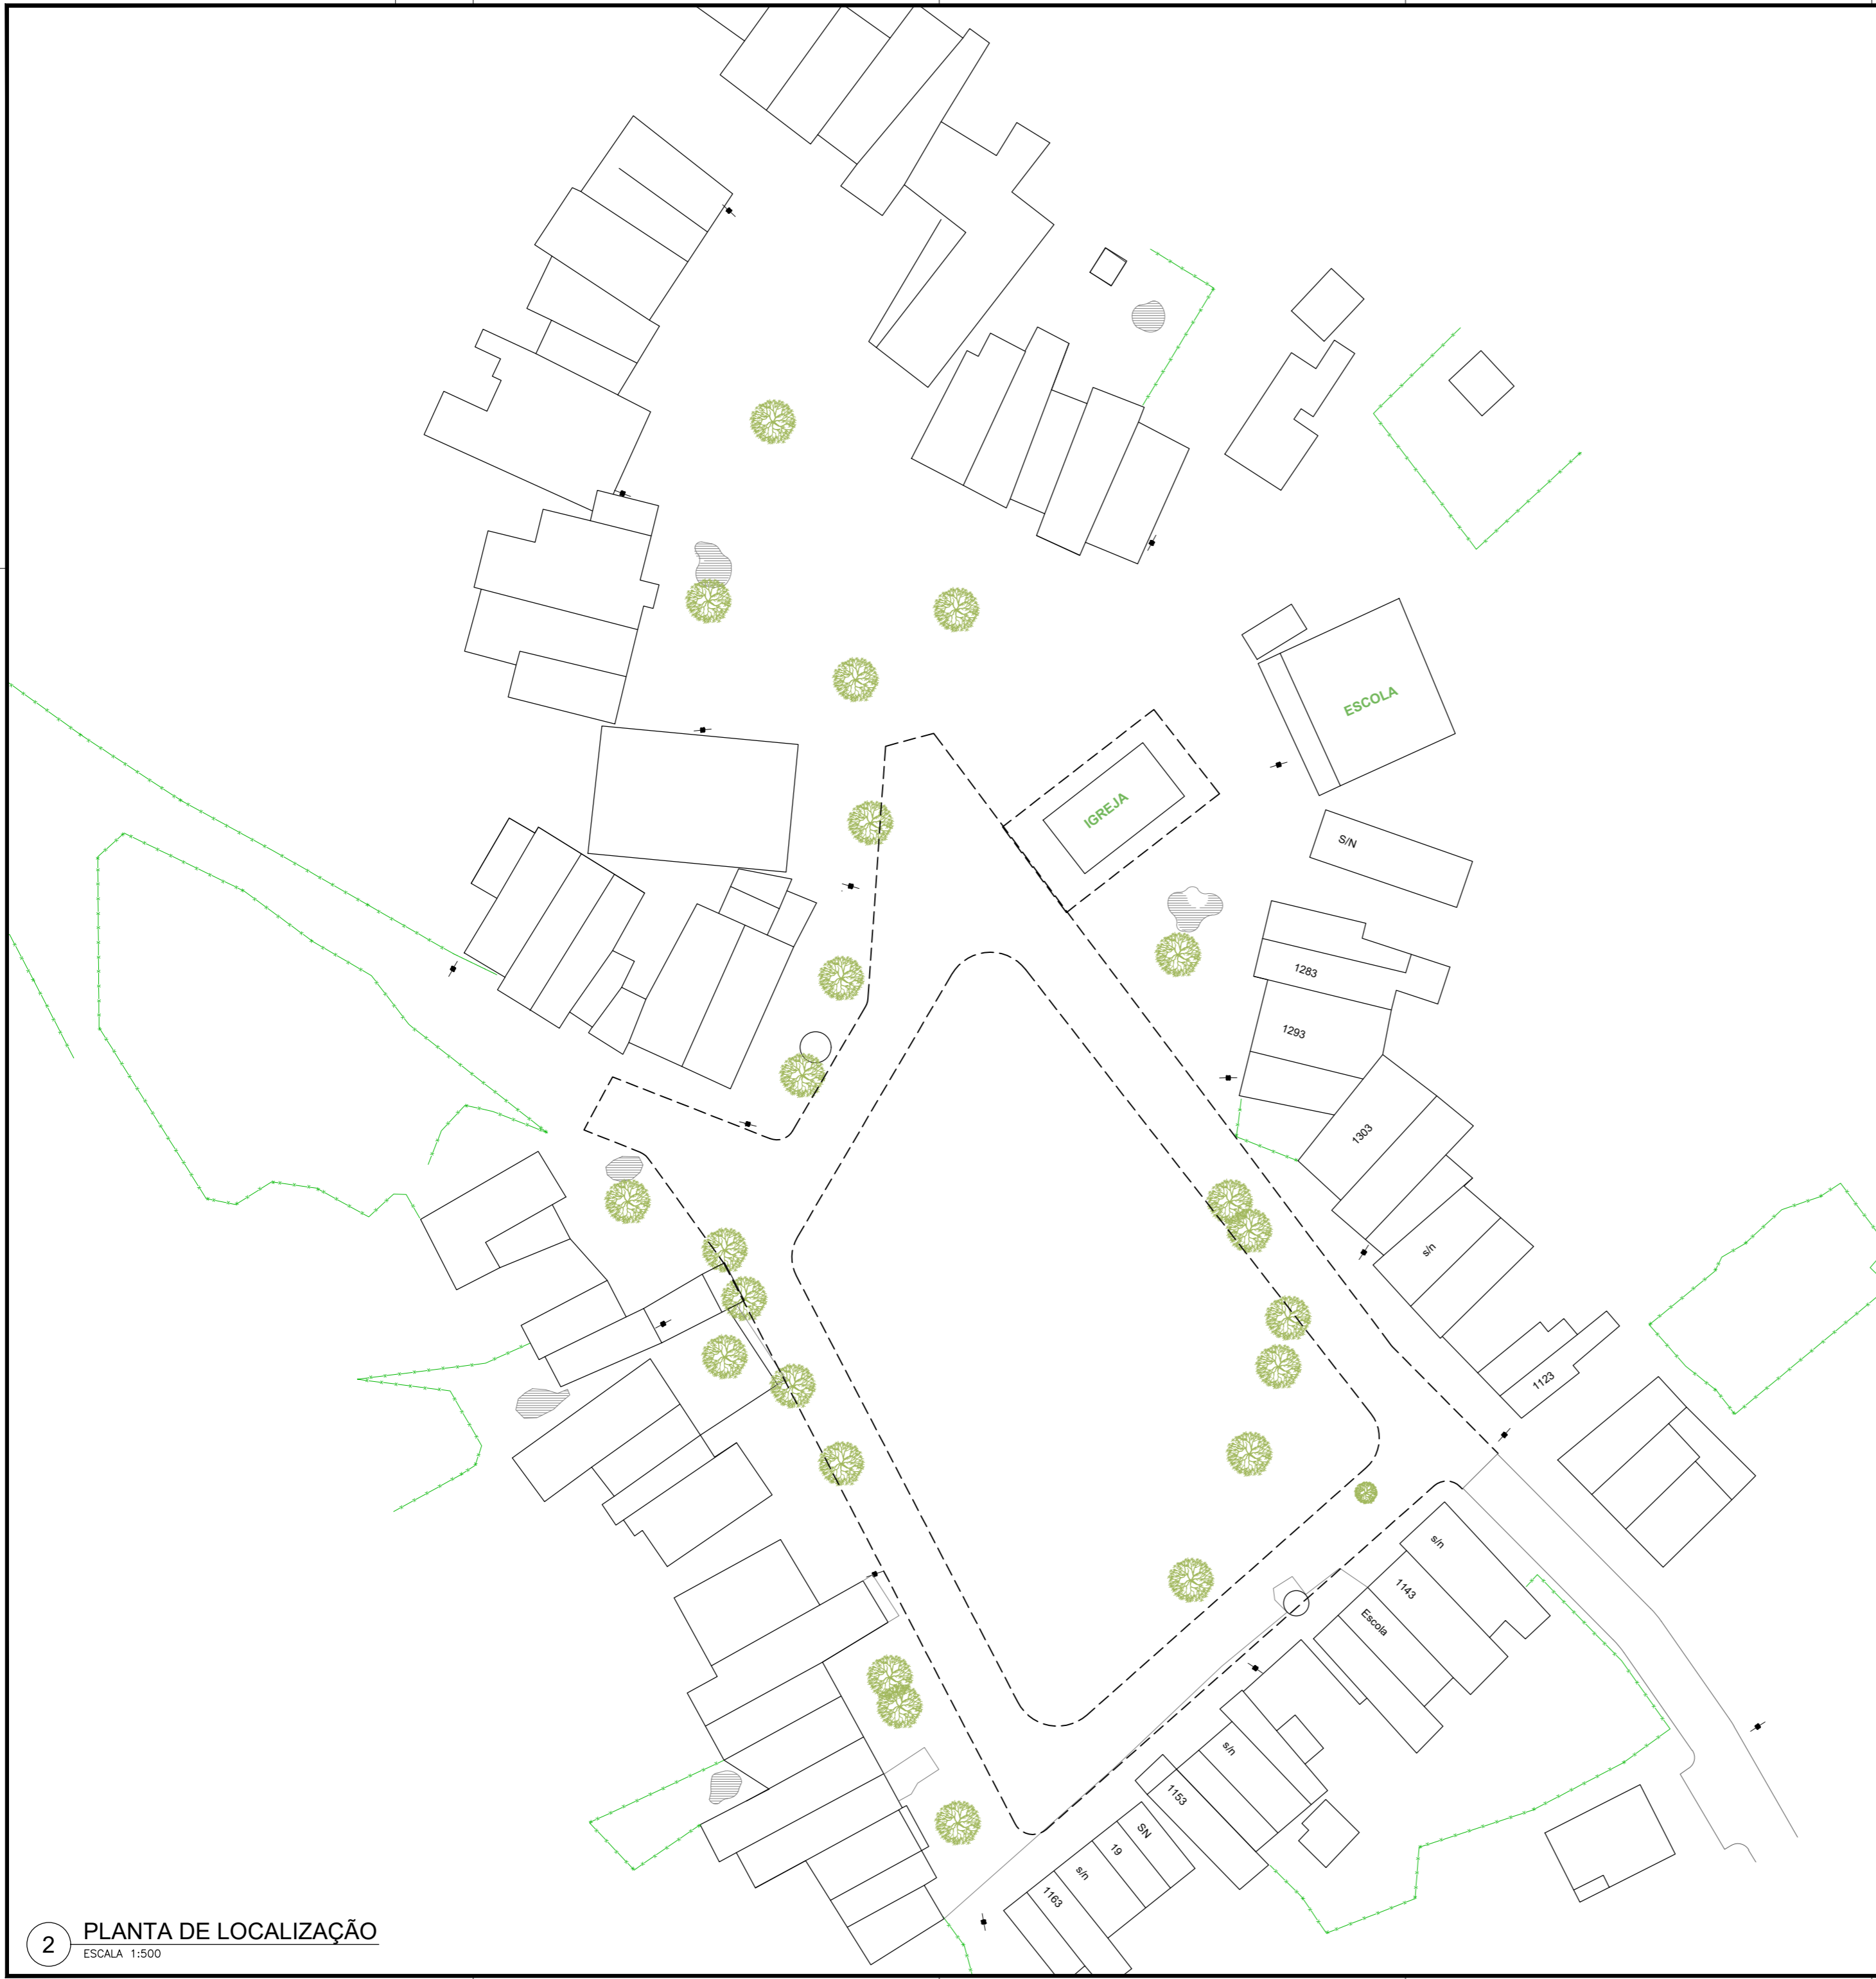 ESCOLA
IGREJA
S/N
1283
1293
1303
s/n
1123
s/n
1143
Escola
s/n
1153
SN
19
s/n
1163
2
PLANTA DE LOCALIZAÇÃO
ESCALA 1:500